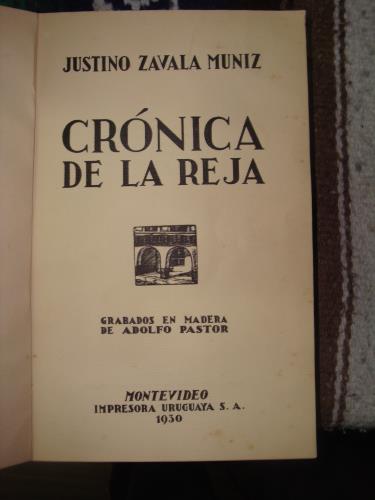 JUSTINO ZAVALA MUNIZ
CRÓNICA
DE LA REJA
GRABADOS EN MADERA
DE ADOLFO PASTOR
MONTEVIDEO
IMPRESORA URUGUAYA S. A.
1930